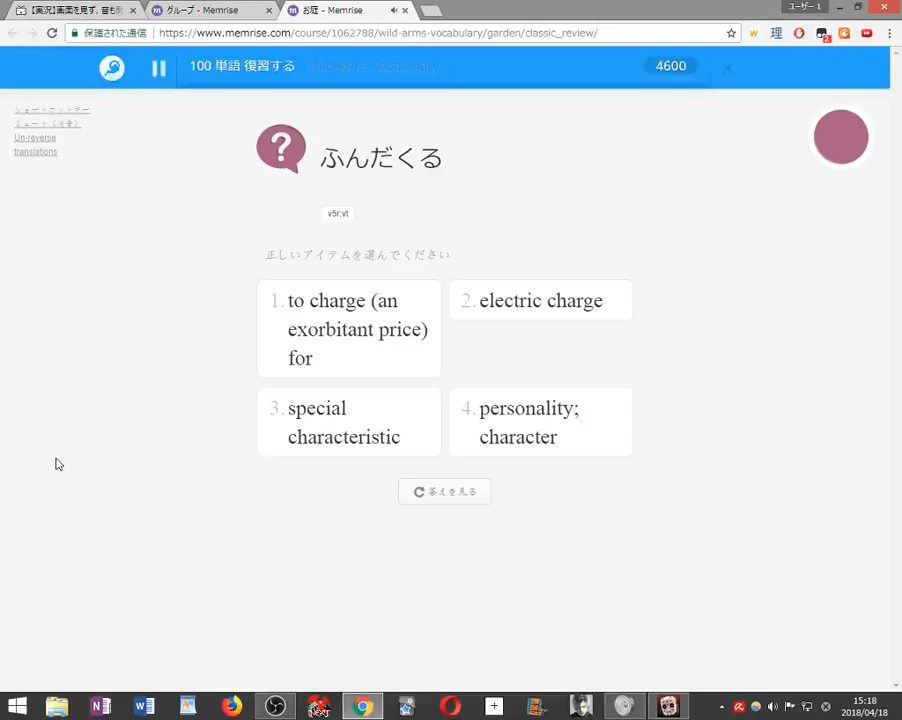 【実況】画面を見ず、音も
グループ - Memrise
お庭 - Memrise
ユーザー 1
保護された通信
https://www.memrise.com/course/1062788/wild-arms-vocabulary/garden/classic_review/
100 単語 復習する
Wild Arms Vocabulary
4600
ショートカットキー
ミュート (消音)
Un-reverse
translations
?
ふんだくる
v5r;vt
正しいアイテムを選んでください
1. to charge (an
exorbitant price)
for
2. electric charge
3. special
characteristic
4. personality;
character
答えを見る
15:18
2018/04/18